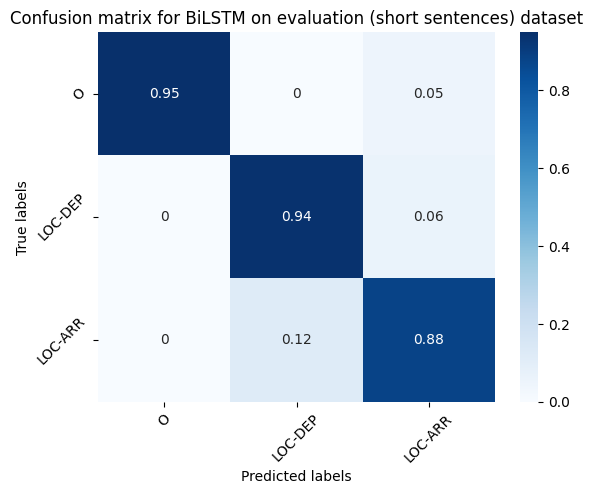 Confusion matrix for BiLSTM on evaluation (short sentences) dataset
True labels
O 0.95 0 0.05
LOC-DEP 0 0.94 0.06
LOC-ARR 0 0.12 0.88
O LOC-DEP LOC-ARR
Predicted labels
0.8
0.6
0.4
0.2
0.0